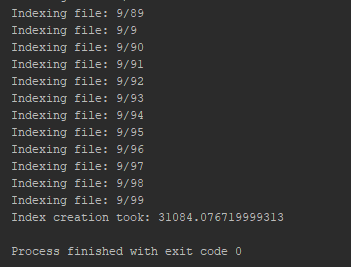 Indexing file: 9/89
Indexing file: 9/9
Indexing file: 9/90
Indexing file: 9/91
Indexing file: 9/92
Indexing file: 9/93
Indexing file: 9/94
Indexing file: 9/95
Indexing file: 9/96
Indexing file: 9/97
Indexing file: 9/98
Indexing file: 9/99
Index creation took: 31084.076719999313
Process finished with exit code 0